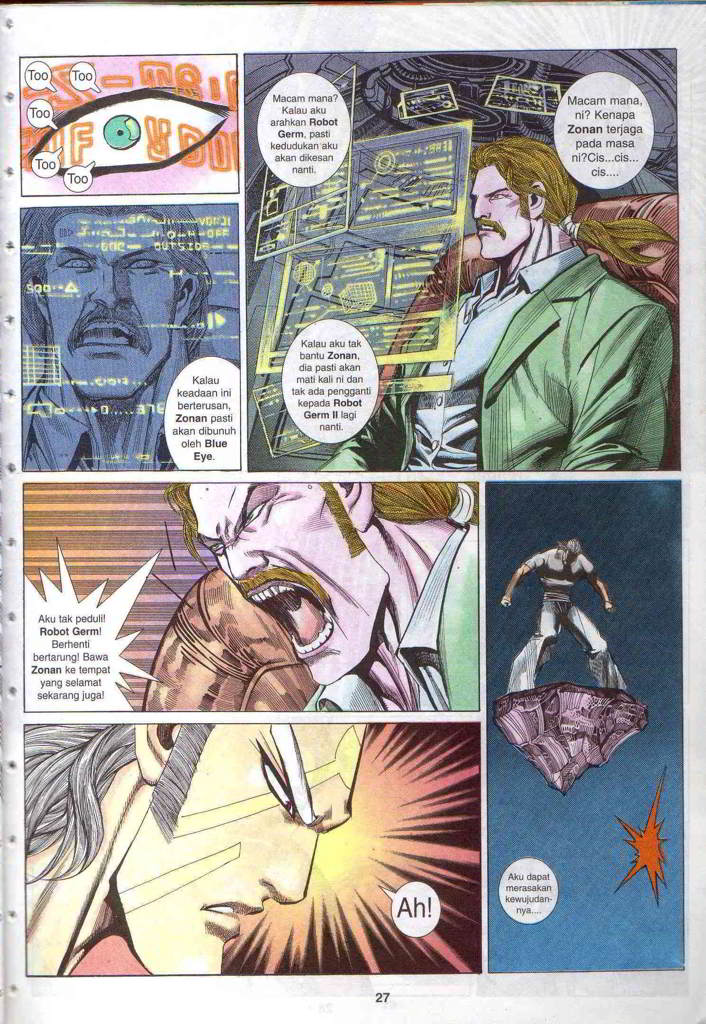 Too
Too
Too
Too
Too
Macam mana?
Kalau aku
arahkan Robot
Germ, pasti
kedudukan aku
akan dikesan
nanti.
Macam mana,
ni? Kenapa
Zonan terjaga
pada masa
ni?Cis...cis...
cis....
Kalau aku tak
bantu Zonan,
dia pasti akan
mati kali ni dan
tak ada pengganti
kepada Robot
Germ II lagi
nanti.
Kalau
keadaan ini
berterusan,
Zonan pasti
akan dibunuh
oleh Blue
Eye.
Aku tak peduli!
Robot Germ!
Berhenti
bertarung! Bawa
Zonan ke tempat
yang selamat
sekarang juga!
Ah!
Aku dapat
merasakan
kewujudan-
nya....
27